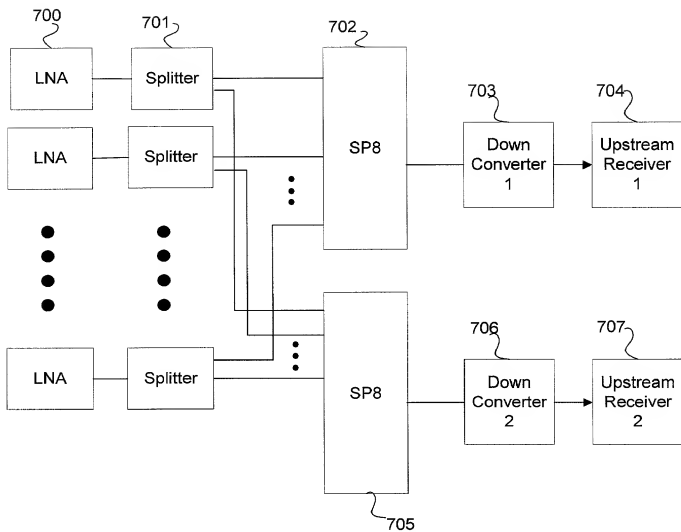 700
701
702
LNA
Splitter
703
704
LNA
Splitter
SP8
Down
Converter
1
Upstream
Receiver
1
706
707
LNA
Splitter
SP8
Down
Converter
2
Upstream
Receiver
2
705